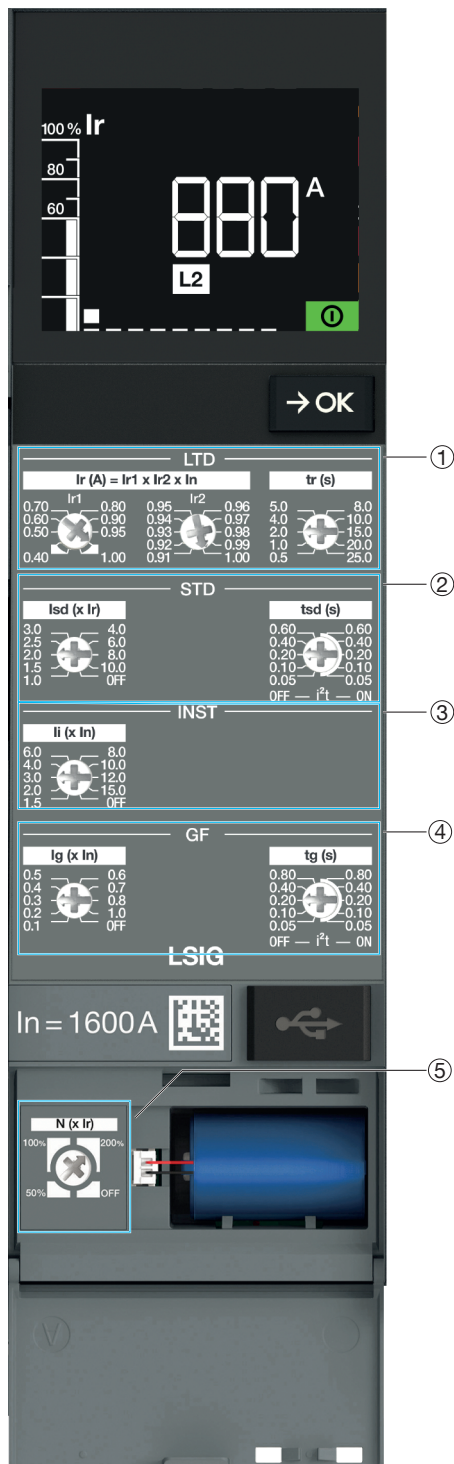 100 % Ir
80
60
880 A
L2
→ OK
LTD
Ir (A) = Ir1 x Ir2 x In tr (s)
Ir1 Ir2
0.70 0.80 0.95 0.96 5.0 8.0
0.60 0.90 0.94 0.97 4.0 10.0
0.50 0.95 0.93 0.98 2.0 15.0
0.92 0.99 1.0 20.0
0.40 1.00 0.91 1.00 0.5 25.0
1
STD
2
Isd (x Ir) tsd (s)
3.0 4.0 0.60 0.60
2.5 6.0 0.40 0.40
2.0 8.0 0.20 0.20
1.5 10.0 0.10 0.10
1.0 OFF 0.05 0.05
OFF — i²t — ON
INST
3
Ii (x In)
6.0 8.0
4.0 10.0
3.0 12.0
2.0 15.0
1.5 OFF
GF
4
Ig (x In) tg (s)
0.5 0.6 0.80 0.80
0.4 0.7 0.40 0.40
0.3 0.8 0.20 0.20
0.2 1.0 0.10 0.10
0.1 OFF 0.05 0.05
OFF — i²t — ON
LSIG
In = 1600 A
5
N (x Ir)
100% 200%
50% OFF
V